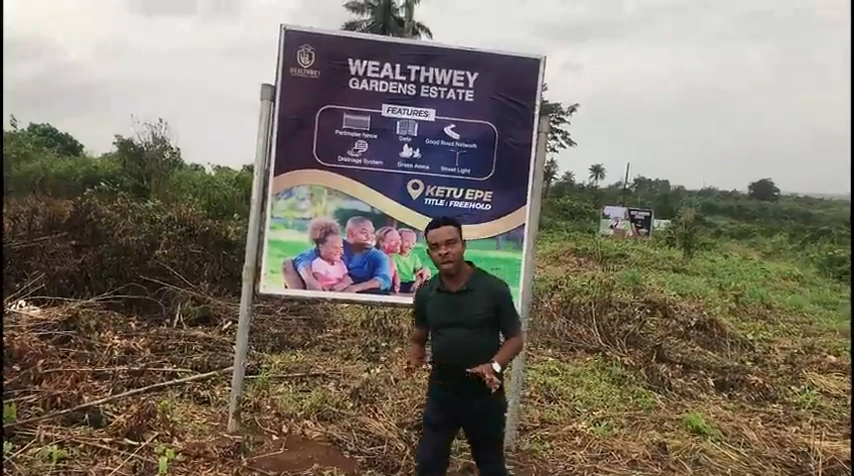 WEALTHWEY
WEALTHWEY
GARDENS ESTATE
FEATURES:
Perimeter fence
Gate
Good Road Network
Drainage System
Green Area
Street Light
KETU EPE
TITLE: FREEHOLD